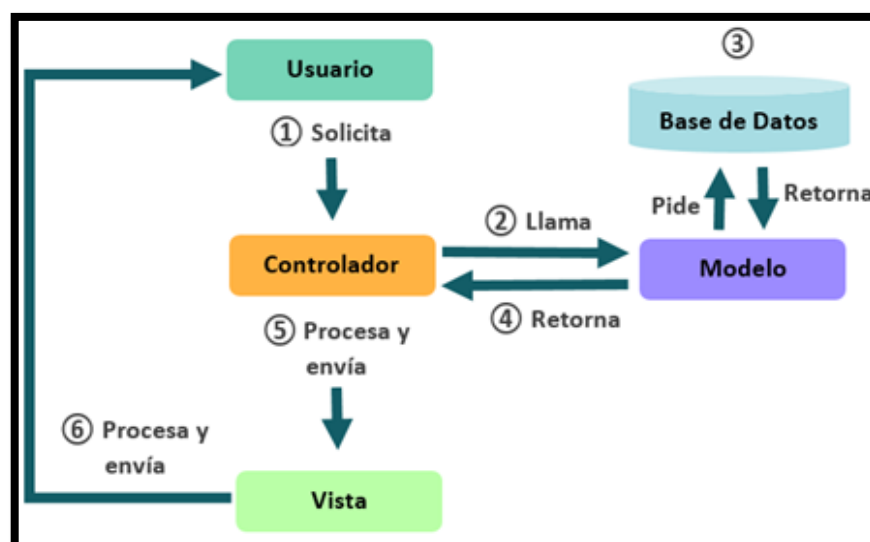 ③
Usuario
Base de Datos
① Solicita
Pide
Retorna
② Llama
Controlador
Modelo
④ Retorna
⑤ Procesa y
envía
⑥ Procesa y
envía
Vista